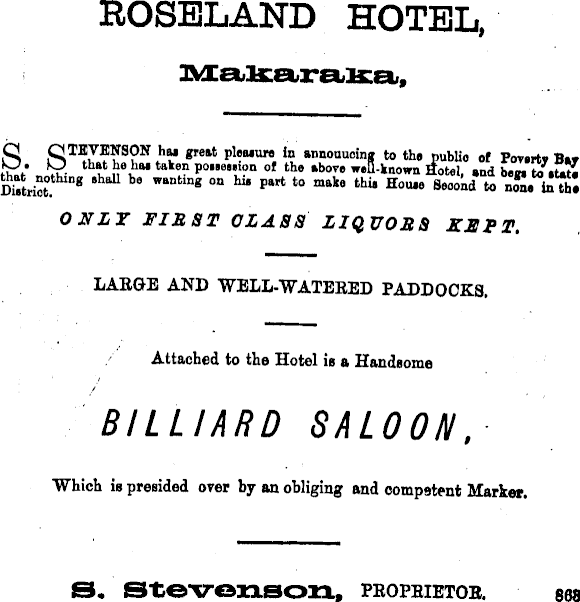 ROSELAND HOTEL,
Makaraka,
S. STEVENSON has great pleasure in announcing to the public of Poverty Bay
that he has taken possession of the above well-known Hotel, and begs to state
that nothing shall be wanting on his part to make this House Second to none in the
District.
ONLY FIRST CLASS LIQUORS KEPT.
LARGE AND WELL-WATERED PADDOCKS.
Attached to the Hotel is a Handsome
BILLIARD SALOON,
Which is presided over by an obliging and competent Marker.
S. Stevenson, PROPRIETOR. 863